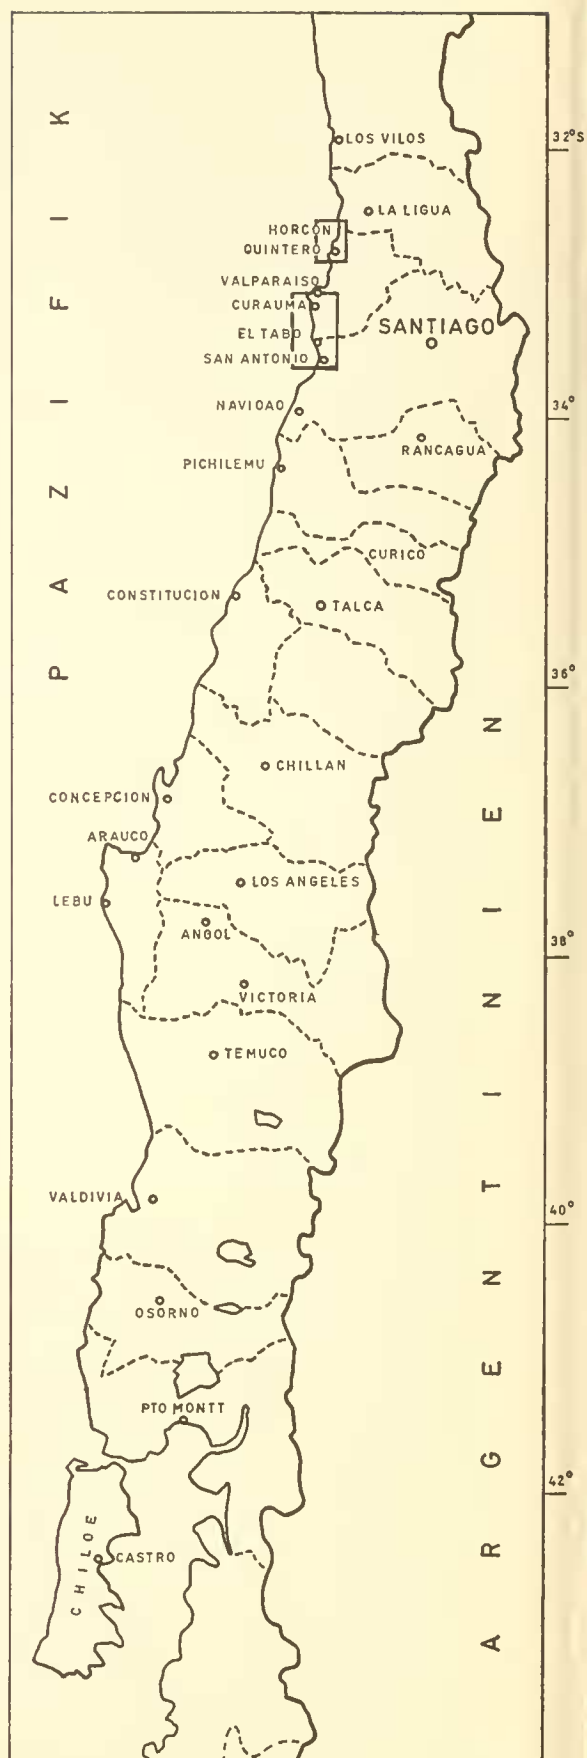 PAZIFIK
32°S
LOS VILOS
LA LIGUA
HORCÓN
QUINTERO
VALPARAISO
CURAUMA
SANTIAGO
EL TABO
SAN ANTONIO
NAVIDAD
34°
RANCAGUA
PICHILEMU
CURICO
CONSTITUCION
TALCA
36°
CHILLAN
CONCEPCION
ARAUCO
LOS ANGELES
LEBU
ANGOL
38°
VICTORIA
TEMUCO
VALDIVIA
40°
OSORNO
PTO MONTT
42°
CHILOE
CASTRO
ARGENTINIEN